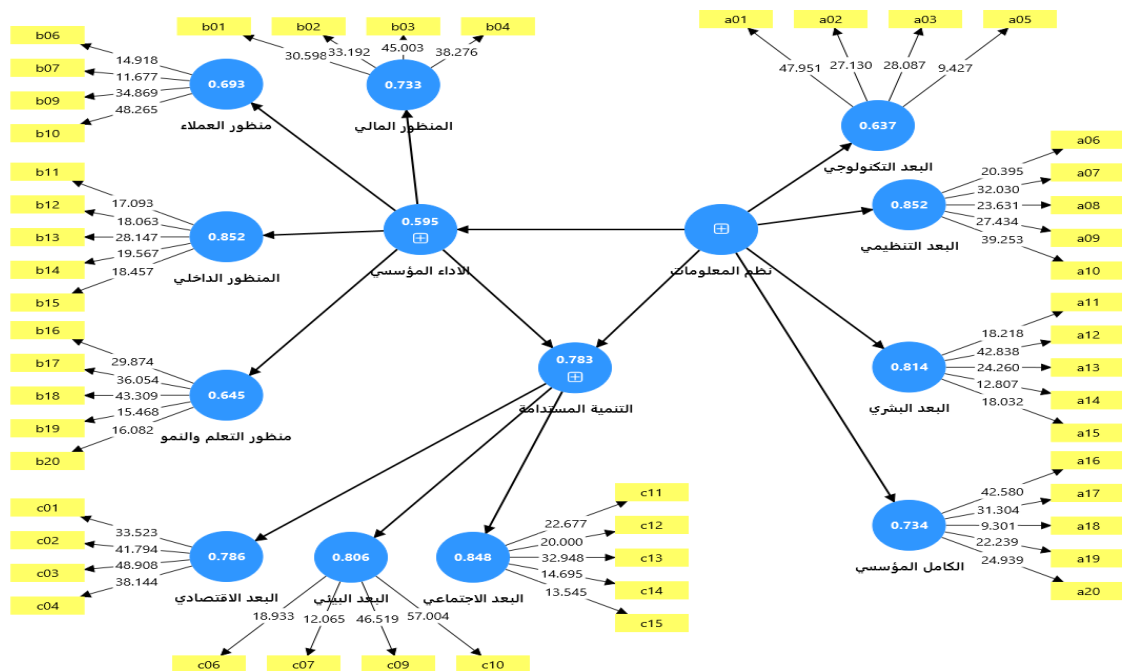 b01
b02
b03
b04
30.598
33.192
45.003
38.276
0.733
المنظور المالي
b06
b07
b09
b10
14.918
11.677
34.869
48.265
0.693
منظور العملاء
b11
b12
b13
b14
b15
17.093
18.063
28.147
19.567
18.457
0.852
المنظور الداخلي
b16
b17
b18
b19
b20
29.874
36.054
43.309
15.468
16.082
0.645
منظور التعلم والنمو
0.595
الاداء المؤسسي
نظم المعلومات
0.783
التنمية المستدامة
a01
a02
a03
a05
47.951
27.130
28.087
9.427
0.637
البعد التكنولوجي
a06
a07
a08
a09
a10
20.395
32.030
23.631
27.434
39.253
0.852
البعد التنظيمي
a11
a12
a13
a14
a15
18.218
42.838
24.260
12.807
18.032
0.814
البعد البشري
a16
a17
a18
a19
a20
42.580
31.304
9.301
22.239
24.939
0.734
الكامل المؤسسي
c01
c02
c03
c04
33.523
41.794
48.908
38.144
0.786
البعد الاقتصادي
0.806
البعد البيئي
18.933
12.065
46.519
57.004
c06
c07
c09
c10
0.848
البعد الاجتماعي
c11
c12
c13
c14
c15
22.677
20.000
32.948
14.695
13.545